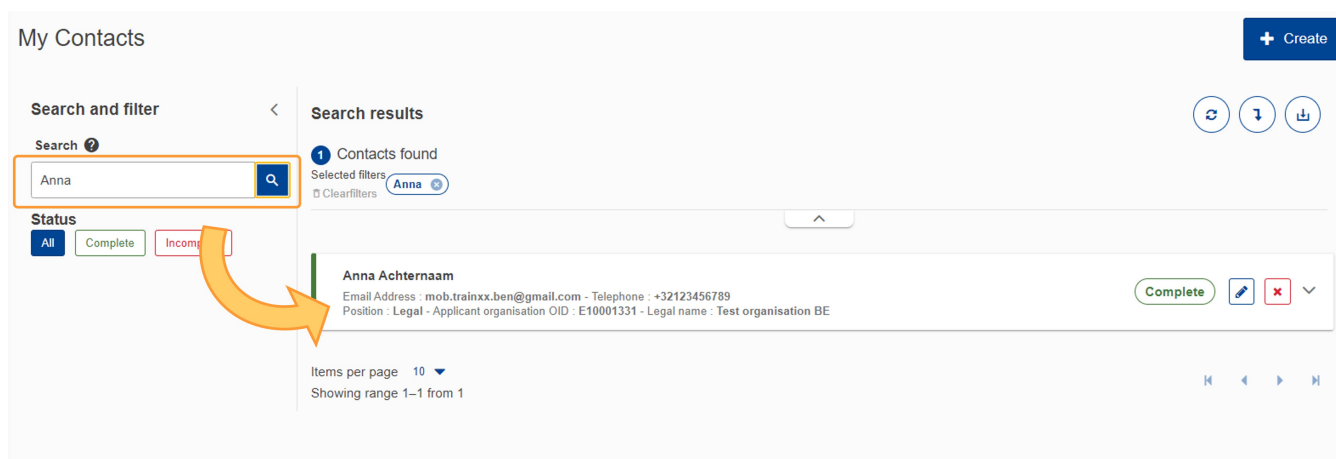 My Contacts
Create
Search and filter
Search
Anna
Status
All
Complete
Search results
1 Contacts found
Selected filters
Anna
Clearfilters
Anna Achternaam
Email Address : mob.trainxx.ben@gmail.com - Telephone : +32123456789
Position : Legal - Applicant organisation OID : E10001331 - Legal name : Test organisation BE
Complete
Items per page 10
Showing range 1–1 from 1